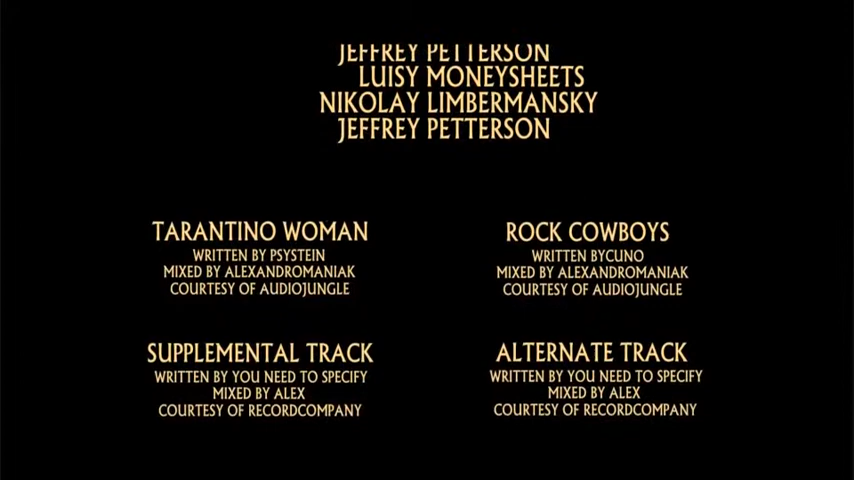 JEFFREY PETTERSON
LUISY MONEYSHEETS
NIKOLAY LIMBERMANSKY
JEFFREY PETTERSON
TARANTINO WOMAN
WRITTEN BY PSYSTEIN
MIXED BY ALEXANDROMANIAK
COURTESY OF AUDIOJUNGLE
ROCK COWBOYS
WRITTEN BYCUNO
MIXED BY ALEXANDROMANIAK
COURTESY OF AUDIOJUNGLE
SUPPLEMENTAL TRACK
WRITTEN BY YOU NEED TO SPECIFY
MIXED BY ALEX
COURTESY OF RECORDCOMPANY
ALTERNATE TRACK
WRITTEN BY YOU NEED TO SPECIFY
MIXED BY ALEX
COURTESY OF RECORDCOMPANY